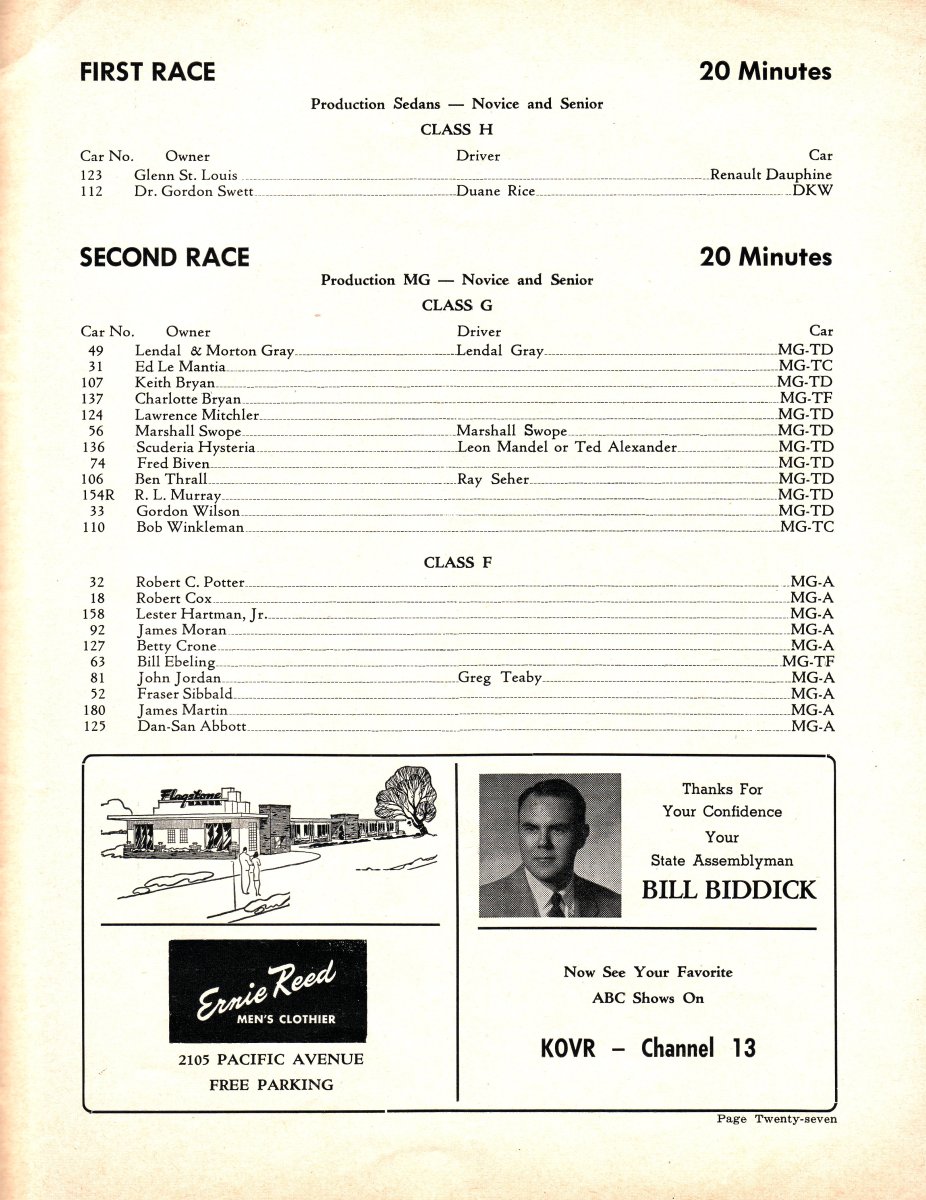 FIRST RACE 20 Minutes
Production Sedans — Novice and Senior
CLASS H
Car No. Owner Driver Car
123 Glenn St. Louis Renault Dauphine
112 Dr. Gordon Swett Duane Rice DKW
SECOND RACE 20 Minutes
Production MG — Novice and Senior
CLASS G
Car No. Owner Driver Car
49 Lendal & Morton Gray Lendal Gray MG-TD
31 Ed Le Mantia MG-TC
107 Keith Bryan MG-TD
137 Charlotte Bryan MG-TF
124 Lawrence Mitchler MG-TD
56 Marshall Swope Marshall Swope MG-TD
136 Scuderia Hysteria Leon Mandel or Ted Alexander MG-TD
74 Fred Biven MG-TD
106 Ben Thrall Ray Seher MG-TD
154R R. L. Murray MG-TD
33 Gordon Wilson MG-TD
110 Bob Winkleman MG-TC
CLASS F
32 Robert C. Potter MG-A
18 Robert Cox MG-A
158 Lester Hartman, Jr. MG-A
92 James Moran MG-A
127 Betty Crone MG-A
63 Bill Ebeling MG-TF
81 John Jordan Greg Teaby MG-A
52 Fraser Sibbald MG-A
180 James Martin MG-A
125 Dan-San Abbott MG-A
Flagstone
Ernie Reed
MEN'S CLOTHIER
2105 PACIFIC AVENUE
FREE PARKING
Thanks For
Your Confidence
Your
State Assemblyman
BILL BIDDICK
Now See Your Favorite
ABC Shows On
KOVR – Channel 13
Page Twenty-seven